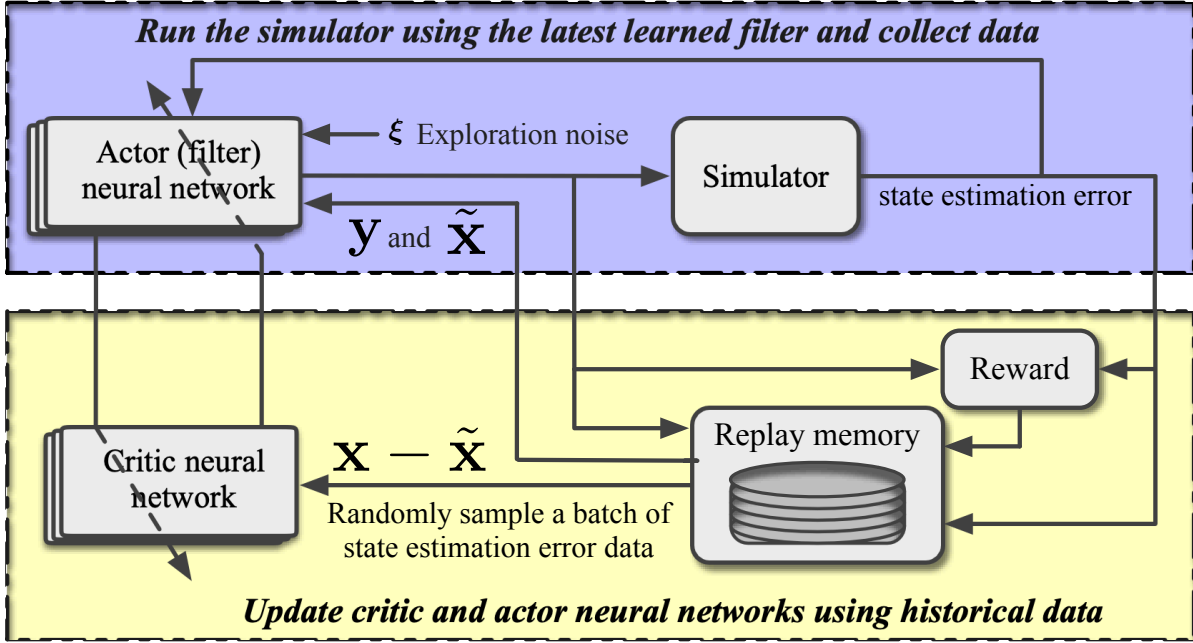 Run the simulator using the latest learned filter and collect data
Actor (filter)
neural network
ξ Exploration noise
Simulator
state estimation error
y and x̃
Reward
Replay memory
Critic neural
network
x − x̃
Randomly sample a batch of
state estimation error data
Update critic and actor neural networks using historical data